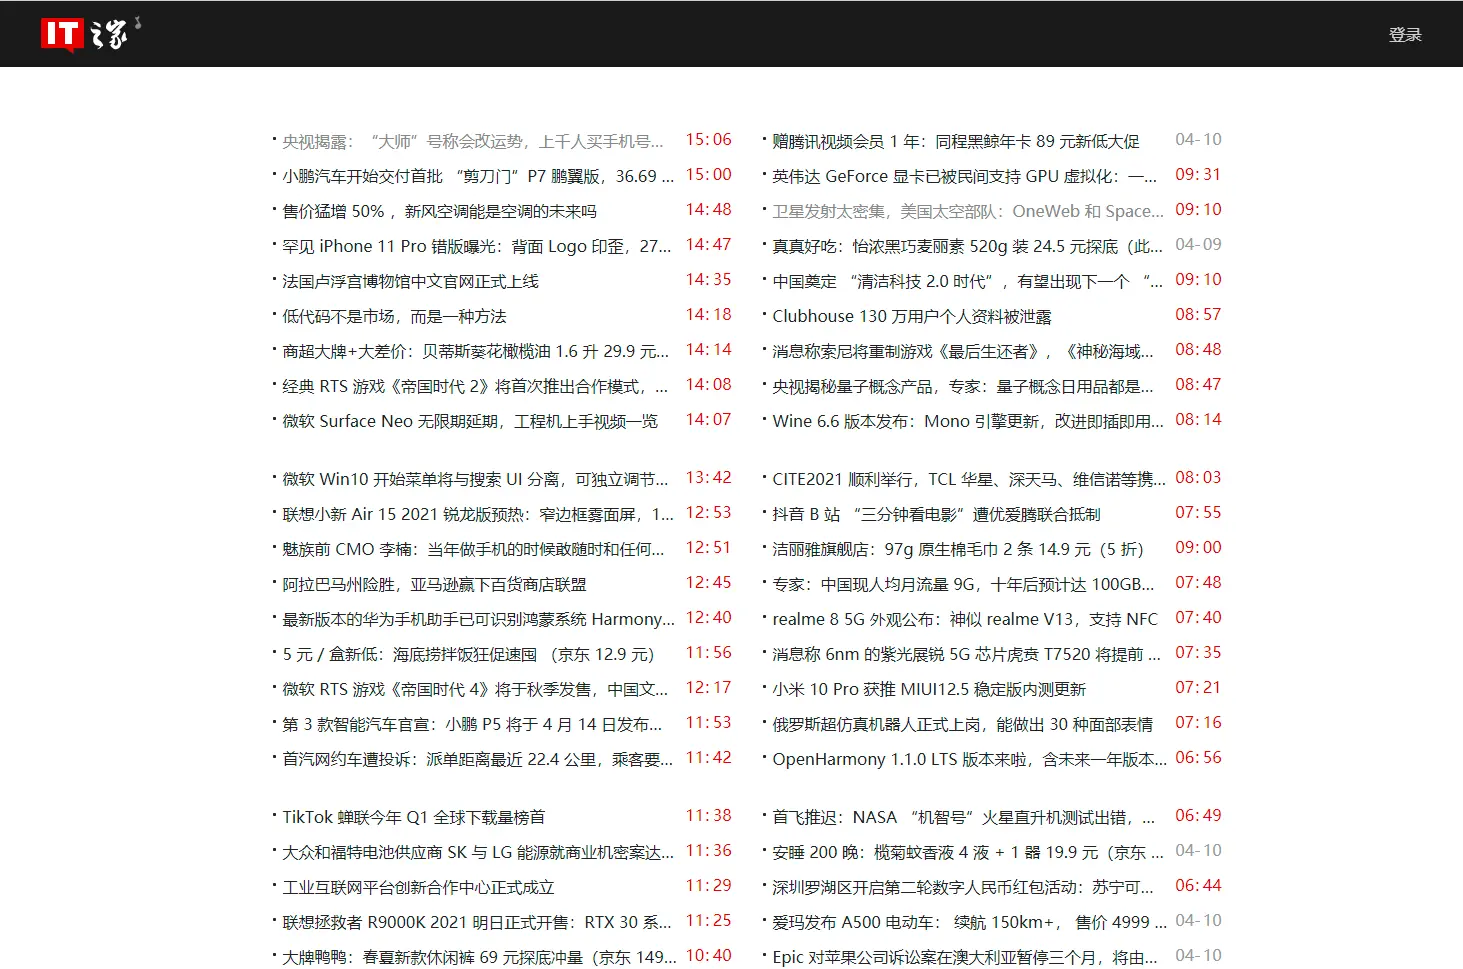 IT之家
登录
央视揭露：“大师”号称会改运势，上千人买手机号... 15:06
小鹏汽车开始交付首批 “剪刀门”P7 鹏翼版，36.69 ... 15:00
售价猛增 50% ，新风空调能是空调的未来吗 14:48
罕见 iPhone 11 Pro 错版曝光：背面 Logo 印歪，27... 14:47
法国卢浮宫博物馆中文官网正式上线 14:35
低代码不是市场，而是一种方法 14:18
商超大牌+大差价：贝蒂斯葵花橄榄油 1.6 升 29.9 元... 14:14
经典 RTS 游戏《帝国时代 2》将首次推出合作模式，... 14:08
微软 Surface Neo 无限期延期，工程机上手视频一览 14:07
微软 Win10 开始菜单将与搜索 UI 分离，可独立调节... 13:42
联想小新 Air 15 2021 锐龙版预热：窄边框雾面屏，1... 12:53
魅族前 CMO 李楠：当年做手机的时候敢随时和任何... 12:51
阿拉巴马州险胜，亚马逊赢下百货商店联盟 12:45
最新版本的华为手机助手已可识别鸿蒙系统 Harmony... 12:40
5 元 / 盒新低：海底捞拌饭狂促速囤 （京东 12.9 元） 11:56
微软 RTS 游戏《帝国时代 4》将于秋季发售，中国文... 12:17
第 3 款智能汽车官宣：小鹏 P5 将于 4 月 14 日发布... 11:53
首汽网约车遭投诉：派单距离最近 22.4 公里，乘客要... 11:42
TikTok 蝉联今年 Q1 全球下载量榜首 11:38
大众和福特电池供应商 SK 与 LG 能源就商业机密案达... 11:36
工业互联网平台创新合作中心正式成立 11:29
联想拯救者 R9000K 2021 明日正式开售：RTX 30 系... 11:25
大牌鸭鸭：春夏新款休闲裤 69 元探底冲量（京东 149... 10:40
赠腾讯视频会员 1 年：同程黑鲸年卡 89 元新低大促 04-10
英伟达 GeForce 显卡已被民间支持 GPU 虚拟化：一... 09:31
卫星发射太密集，美国太空部队：OneWeb 和 Space... 09:10
真真好吃：怡浓黑巧麦丽素 520g 装 24.5 元探底（此... 04-09
中国奠定 “清洁科技 2.0 时代”，有望出现下一个 “... 09:10
Clubhouse 130 万用户个人资料被泄露 08:57
消息称索尼将重制游戏《最后生还者》，《神秘海域... 08:48
央视揭秘量子概念产品，专家：量子概念日用品都是... 08:47
Wine 6.6 版本发布：Mono 引擎更新，改进即插即用... 08:14
CITE2021 顺利举行，TCL 华星、深天马、维信诺等携... 08:03
抖音 B 站 “三分钟看电影”遭优爱腾联合抵制 07:55
洁丽雅旗舰店：97g 原生棉毛巾 2 条 14.9 元（5 折） 09:00
专家：中国现人均月流量 9G，十年后预计达 100GB... 07:48
realme 8 5G 外观公布：神似 realme V13，支持 NFC 07:40
消息称 6nm 的紫光展锐 5G 芯片虎贲 T7520 将提前 ... 07:35
小米 10 Pro 获推 MIUI12.5 稳定版内测更新 07:21
俄罗斯超仿真机器人正式上岗，能做出 30 种面部表情 07:16
OpenHarmony 1.1.0 LTS 版本来啦，含未来一年版本... 06:56
首飞推迟：NASA “机智号”火星直升机测试出错，... 06:49
安睡 200 晚：榄菊蚊香液 4 液 + 1 器 19.9 元（京东 ... 04-10
深圳罗湖区开启第二轮数字人民币红包活动：苏宁可... 06:44
爱玛发布 A500 电动车： 续航 150km+， 售价 4999 ... 04-10
Epic 对苹果公司诉讼案在澳大利亚暂停三个月，将由... 04-10